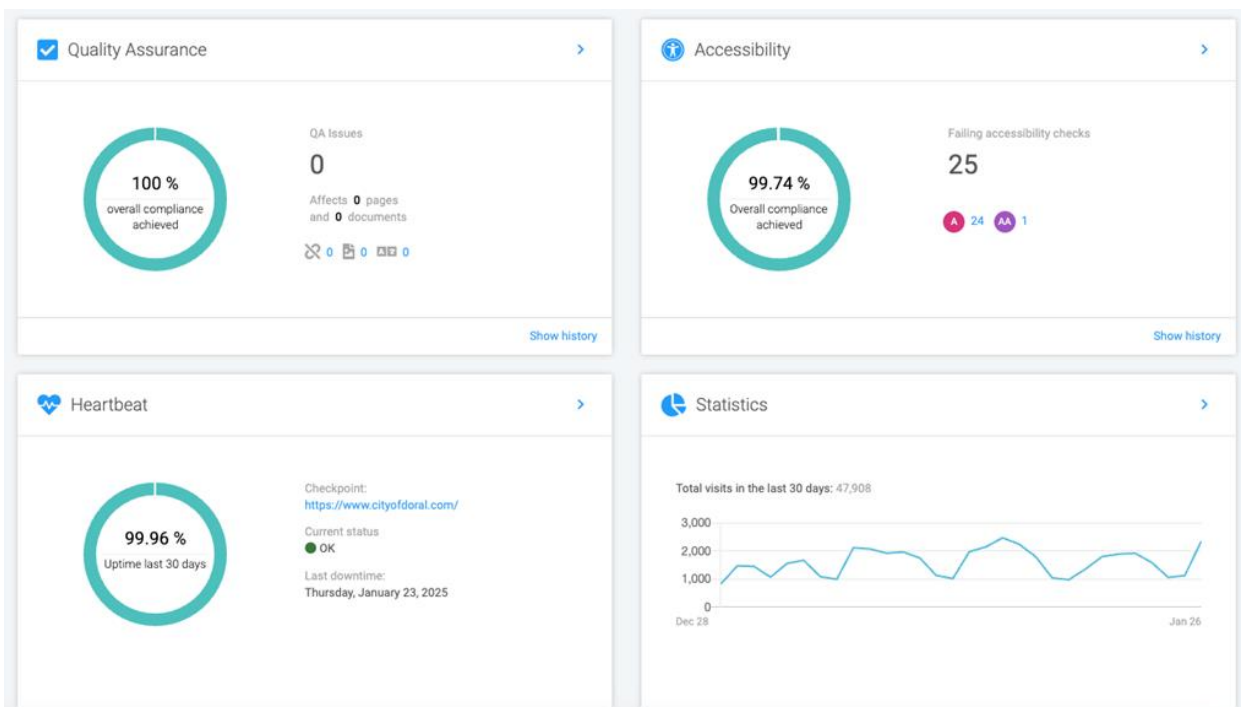 Quality Assurance
100 %
overall compliance
achieved
QA Issues
0
Affects 0 pages
and 0 documents
0 0 0
Show history
Accessibility
99.74 %
Overall compliance
achieved
Failing accessibility checks
25
A 24 AA 1
Show history
Heartbeat
99.96 %
Uptime last 30 days
Checkpoint:
https://www.cityofdoral.com/
Current status
OK
Last downtime:
Thursday, January 23, 2025
Statistics
Total visits in the last 30 days: 47,908
3,000
2,000
1,000
0
Dec 28
Jan 26